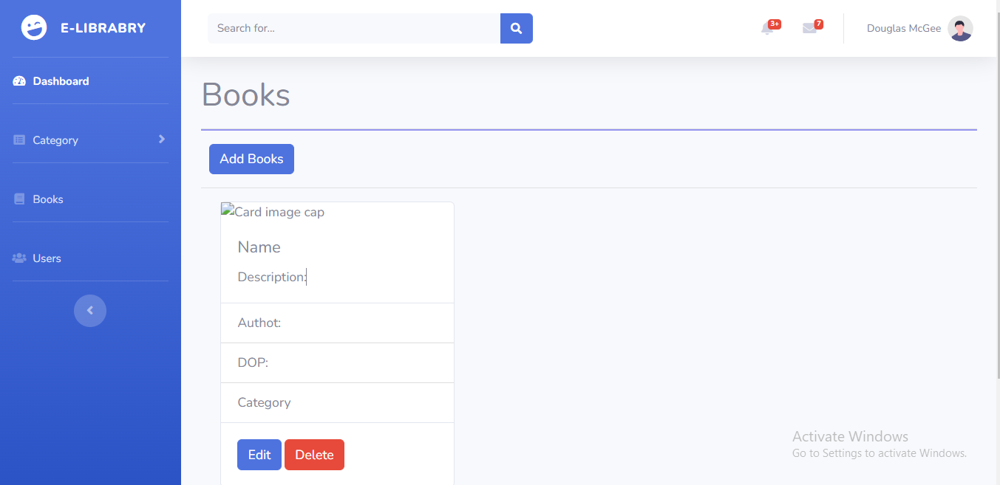 E-LIBRABRY
Search for...
3+
7
Douglas McGee
Dashboard
Category
Books
Users
Books
Add Books
Card image cap
Name
Description:
Authot:
DOP:
Category
Edit Delete
Activate Windows
Go to Settings to activate Windows.